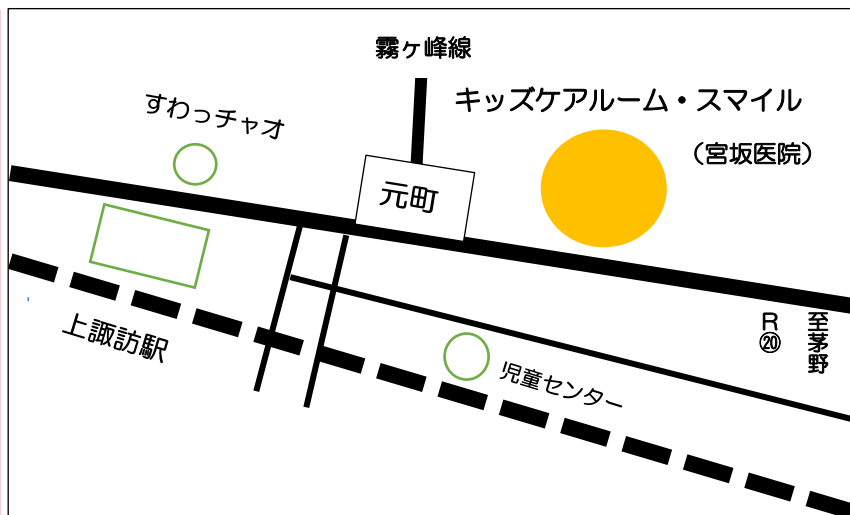 霧ヶ峰線
キッズケアルーム・スマイル
すわっチャオ
（宮坂医院）
元町
上諏訪駅
R⑳
至茅野
児童センター